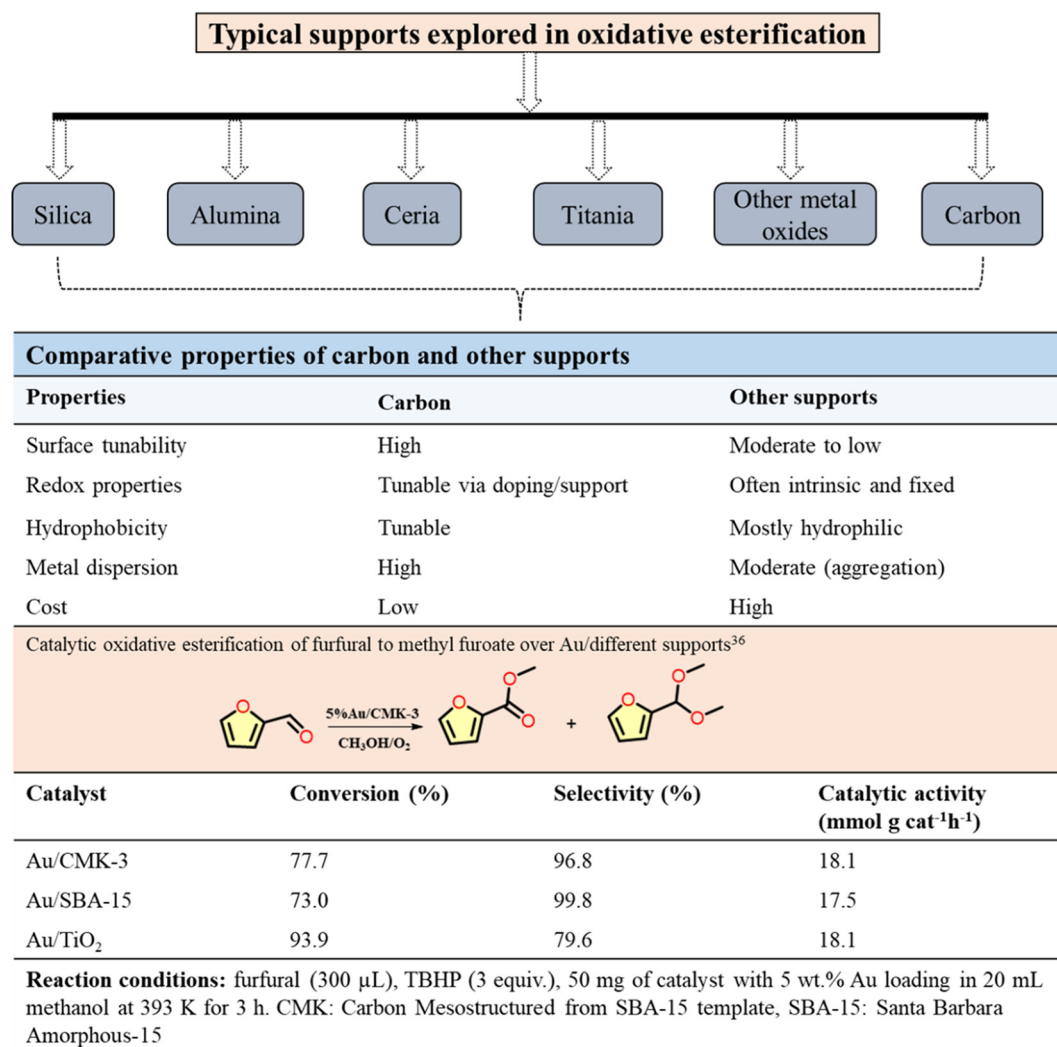 Typical supports explored in oxidative esterification
Silica
Alumina
Ceria
Titania
Other metal
oxides
Carbon
Comparative properties of carbon and other supports
Properties Carbon Other supports
Surface tunability High Moderate to low
Redox properties Tunable via doping/support Often intrinsic and fixed
Hydrophobicity Tunable Mostly hydrophilic
Metal dispersion High Moderate (aggregation)
Cost Low High
Catalytic oxidative esterification of furfural to methyl furoate over Au/different supports³⁶
O O 5%Au/CMK-3 CH₃OH/O₂ O O O + O O O
Catalyst Conversion (%) Selectivity (%) Catalytic activity
(mmol g cat⁻¹h⁻¹)
Au/CMK-3 77.7 96.8 18.1
Au/SBA-15 73.0 99.8 17.5
Au/TiO₂ 93.9 79.6 18.1
Reaction conditions: furfural (300 µL), TBHP (3 equiv.), 50 mg of catalyst with 5 wt.% Au loading in 20 mL
methanol at 393 K for 3 h. CMK: Carbon Mesostructured from SBA-15 template, SBA-15: Santa Barbara
Amorphous-15